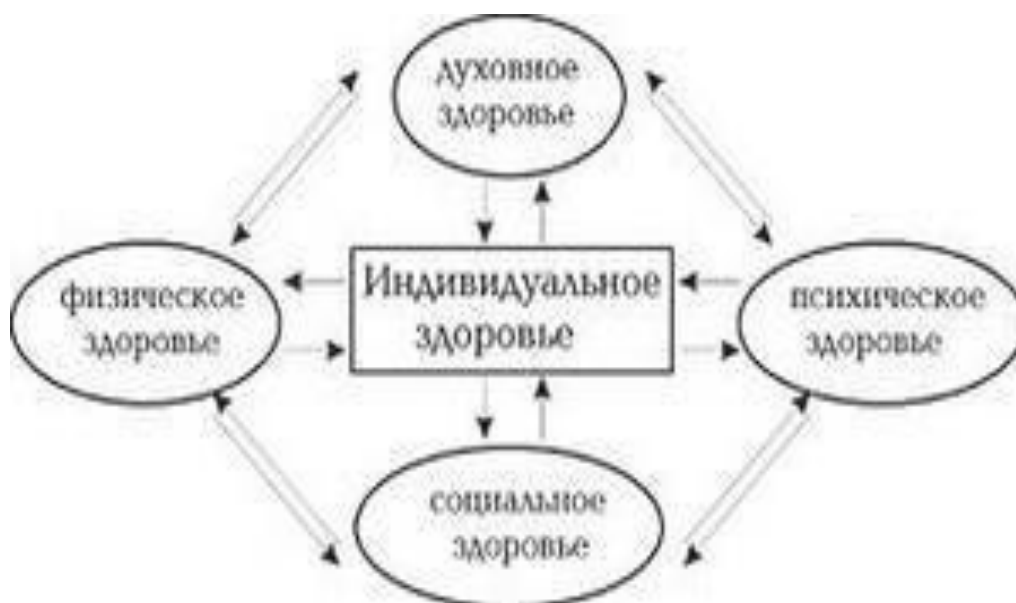 духовное
здоровье
физическое
здоровье
Индивидуальное
здоровье
психическое
здоровье
социальное
здоровье